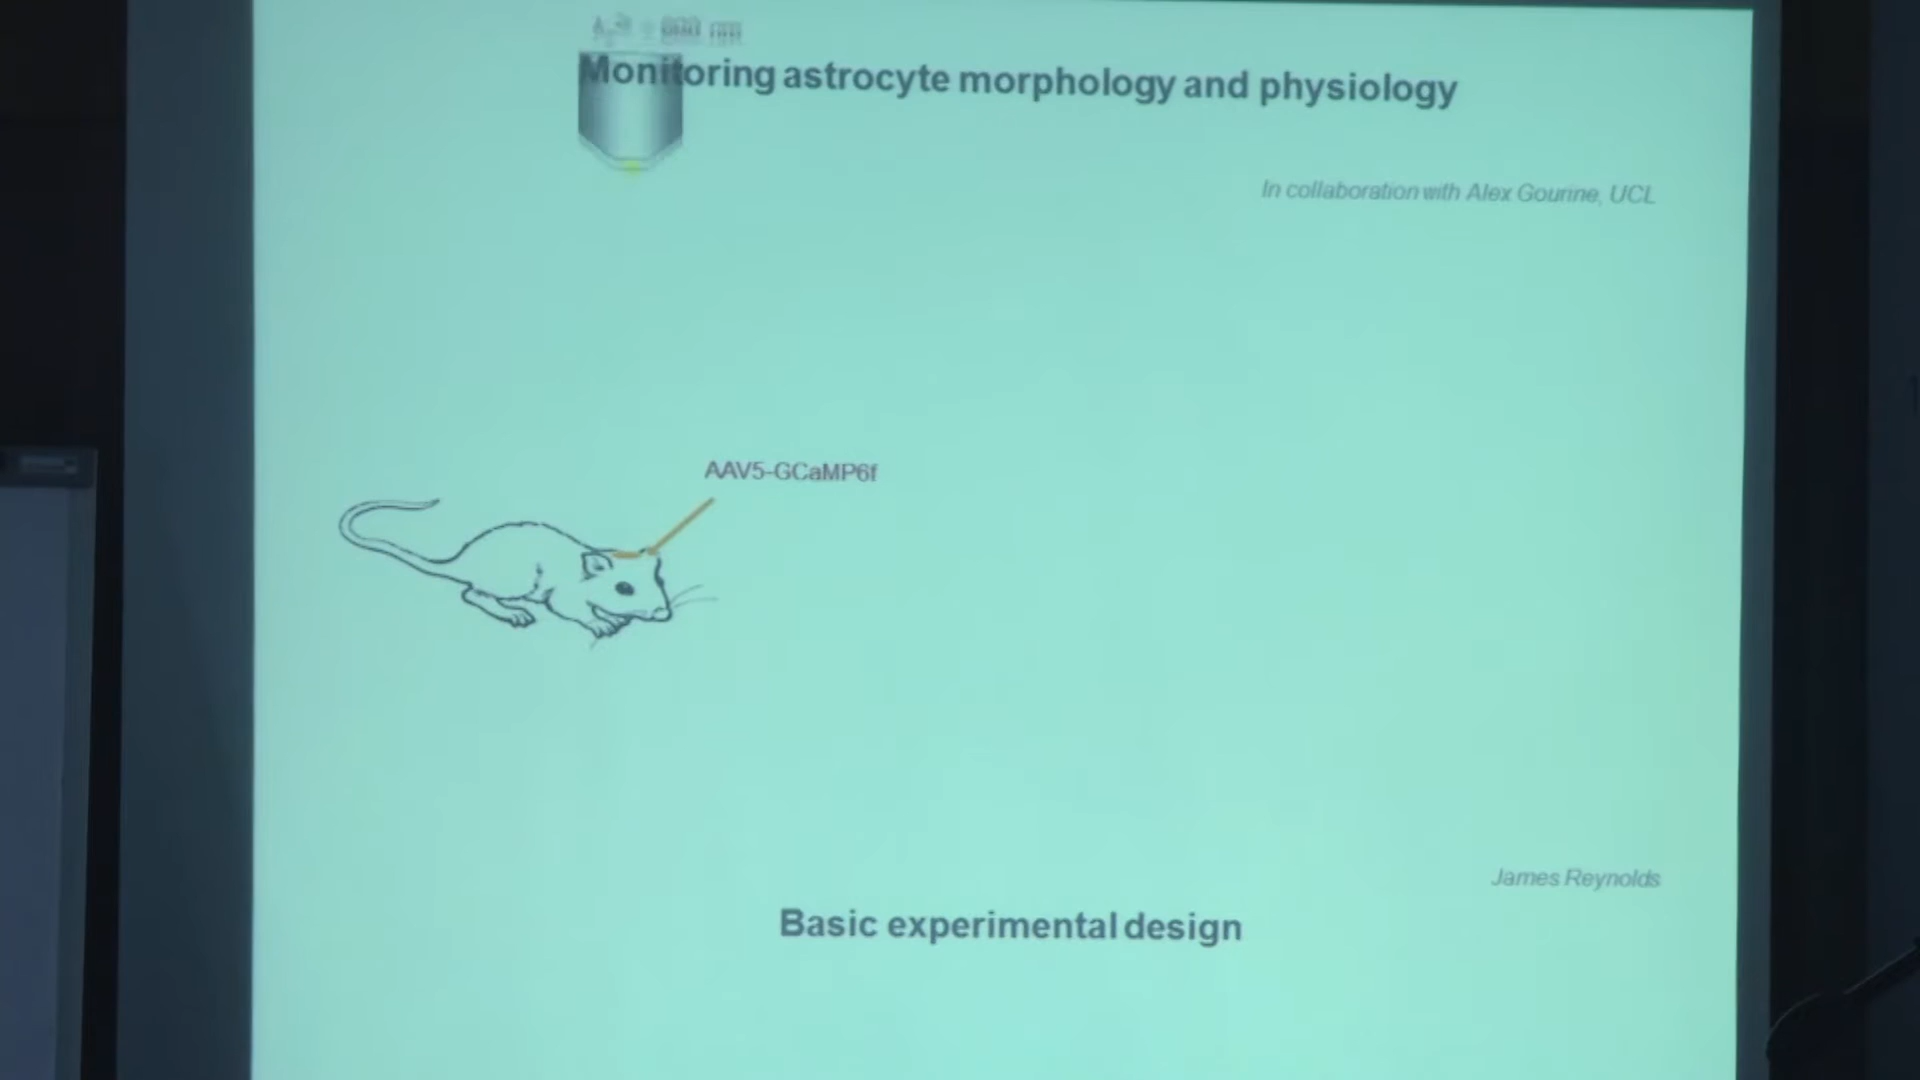 Monitoring astrocyte morphology and physiology
In collaboration with Alex Gourine, UCL
AAV5-GCaMP6f
James Reynolds
Basic experimental design